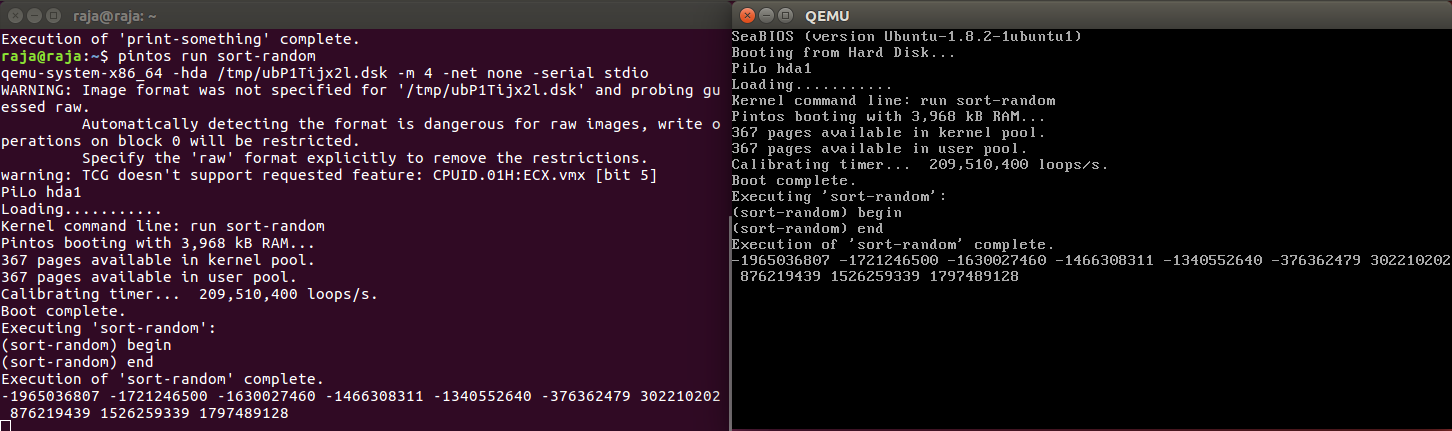 raja@raja: ~
Execution of 'print-something' complete.
raja@raja:~$ pintos run sort-random
qemu-system-x86_64 -hda /tmp/ubP1Tijx2l.dsk -m 4 -net none -serial stdio
WARNING: Image format was not specified for '/tmp/ubP1Tijx2l.dsk' and probing gu
essed raw.
         Automatically detecting the format is dangerous for raw images, write o
perations on block 0 will be restricted.
         Specify the 'raw' format explicitly to remove the restrictions.
warning: TCG doesn't support requested feature: CPUID.01H:ECX.vmx [bit 5]
PiLo hda1
Loading...........
Kernel command line: run sort-random
Pintos booting with 3,968 kB RAM...
367 pages available in kernel pool.
367 pages available in user pool.
Calibrating timer...  209,510,400 loops/s.
Boot complete.
Executing 'sort-random':
(sort-random) begin
(sort-random) end
Execution of 'sort-random' complete.
-1965036807 -1721246500 -1630027460 -1466308311 -1340552640 -376362479 302210202
 876219439 1526259339 1797489128
QEMU
SeaBIOS (version Ubuntu-1.8.2-1ubuntu1)
Booting from Hard Disk...
PiLo hda1
Loading...........
Kernel command line: run sort-random
Pintos booting with 3,968 kB RAM...
367 pages available in kernel pool.
367 pages available in user pool.
Calibrating timer...  209,510,400 loops/s.
Boot complete.
Executing 'sort-random':
(sort-random) begin
(sort-random) end
Execution of 'sort-random' complete.
-1965036807 -1721246500 -1630027460 -1466308311 -1340552640 -376362479 302210202
 876219439 1526259339 1797489128